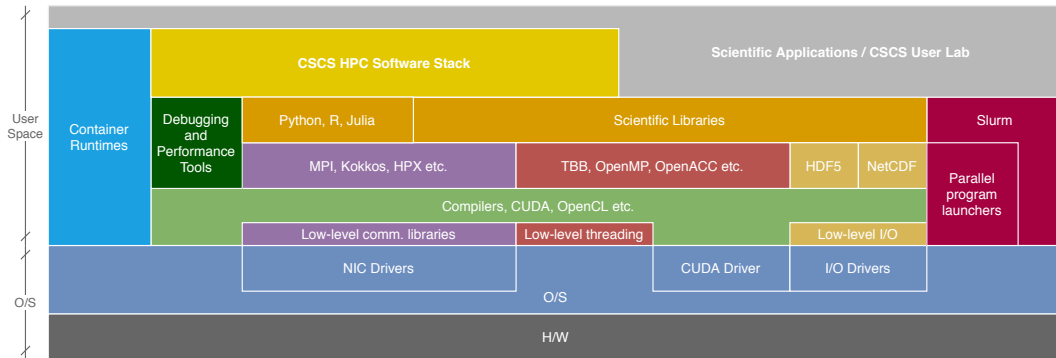 Scientific Applications / CSCS User Lab
CSCS HPC Software Stack
User
Space
Container
Runtimes
Debugging
and
Performance
Tools
Python, R, Julia
Scientific Libraries
Slurm
MPI, Kokkos, HPX etc.
TBB, OpenMP, OpenACC etc.
HDF5
NetCDF
Parallel
program
launchers
Compilers, CUDA, OpenCL etc.
Low-level comm. libraries
Low-level threading
Low-level I/O
NIC Drivers
CUDA Driver
I/O Drivers
O/S
O/S
H/W